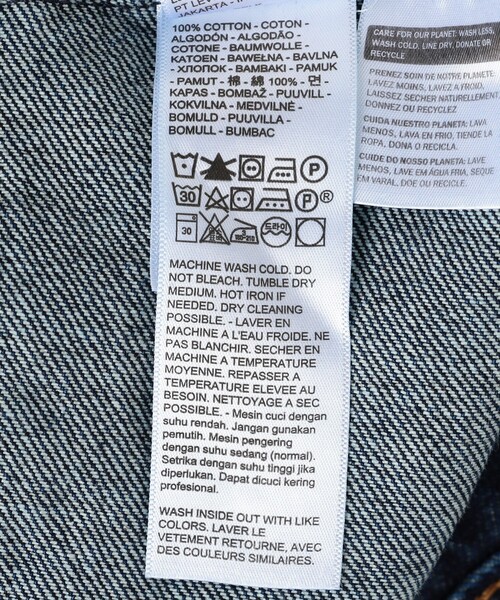 JAKARTA
100% COTTON - COTON -
ALGODÓN - ALGODÃO -
COTONE - BAUMWOLLE -
KATOEN - BAWEŁNA - BAVLNA
- ХЛОПОК - BAMBAKI - PAMUK
- PAMUT - 棉 - 綿 100% - 면 -
KAPAS - BOMBAŽ - PUUVILL -
KOKVILNA - MEDVILNĖ -
BOMULD - PUUVILLA -
BOMULL - BUMBAC
P
30 P ®
30 3 드라이
MACHINE WASH COLD. DO
NOT BLEACH. TUMBLE DRY
MEDIUM. HOT IRON IF
NEEDED. DRY CLEANING
POSSIBLE. - LAVER EN
MACHINE A L'EAU FROIDE. NE
PAS BLANCHIR. SECHER EN
MACHINE A TEMPERATURE
MOYENNE. REPASSER A
TEMPERATURE ELEVEE AU
BESOIN. NETTOYAGE A SEC
POSSIBLE. - Mesin cuci dengan
suhu rendah. Jangan gunakan
pemutih. Mesin pengering
dengan suhu sedang (normal).
Setrika dengan suhu tinggi jika
diperlukan. Dapat dicuci kering
profesional.
WASH INSIDE OUT WITH LIKE
COLORS. LAVER LE
VETEMENT RETOURNE, AVEC
DES COULEURS SIMILAIRES.
CARE FOR OUR PLANET: WASH LESS,
WASH COLD, LINE DRY, DONATE OR
RECYCLE
PRENEZ SOIN DE NOTRE PLANETE:
LAVEZ MOINS, LAVEZ A FROID,
LAISSEZ SECHER NATURELLEMENT,
DONNEZ OU RECYCLEZ
CUIDA NUESTRO PLANETA: LAVA
MENOS, LAVA EN FRIO, TIENDE LA
ROPA, DONA O RECICLA.
CUIDE DO NOSSO PLANETA: LAVE
MENOS, LAVE EM ÁGUA FRIA, SEQUE
EM VARAL, DOE OU RECICLE.